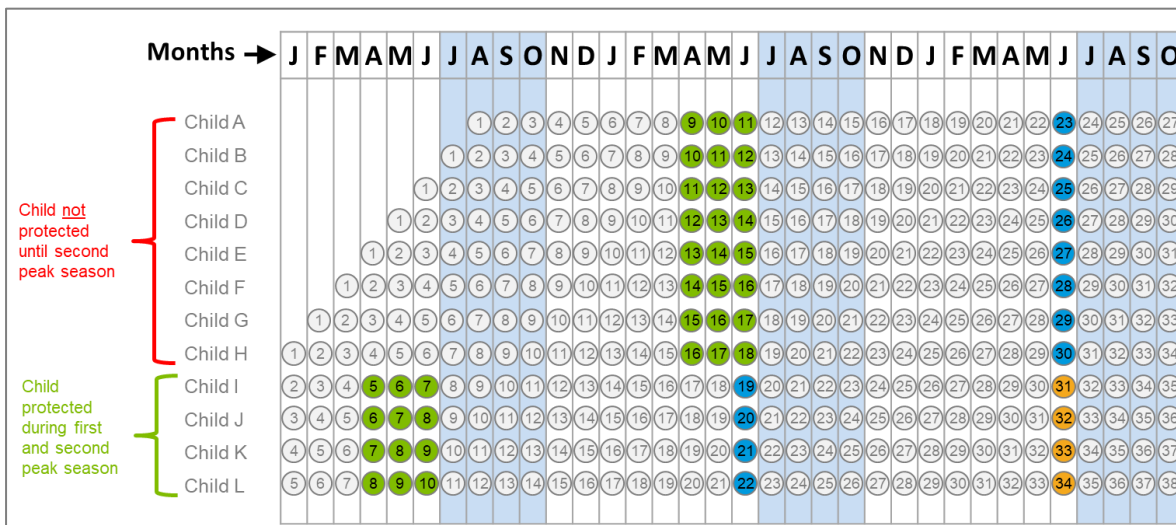 Months J F M A M J J A S O N D J F M A M J J A S O N D J F M A M J J A S O
Child A 1 2 3 4 5 6 7 8 9 10 11 12 13 14 15 16 17 18 19 20 21 22 23 24 25 26 27
Child B 1 2 3 4 5 6 7 8 9 10 11 12 13 14 15 16 17 18 19 20 21 22 23 24 25 26 27 28
Child C 1 2 3 4 5 6 7 8 9 10 11 12 13 14 15 16 17 18 19 20 21 22 23 24 25 26 27 28 29
Child D 1 2 3 4 5 6 7 8 9 10 11 12 13 14 15 16 17 18 19 20 21 22 23 24 25 26 27 28 29 30
Child E 1 2 3 4 5 6 7 8 9 10 11 12 13 14 15 16 17 18 19 20 21 22 23 24 25 26 27 28 29 30 31
Child F 1 2 3 4 5 6 7 8 9 10 11 12 13 14 15 16 17 18 19 20 21 22 23 24 25 26 27 28 29 30 31 32
Child G 1 2 3 4 5 6 7 8 9 10 11 12 13 14 15 16 17 18 19 20 21 22 23 24 25 26 27 28 29 30 31 32 33
Child H 1 2 3 4 5 6 7 8 9 10 11 12 13 14 15 16 17 18 19 20 21 22 23 24 25 26 27 28 29 30 31 32 33 34
Child I 2 3 4 5 6 7 8 9 10 11 12 13 14 15 16 17 18 19 20 21 22 23 24 25 26 27 28 29 30 31 32 33 34 35
Child J 3 4 5 6 7 8 9 10 11 12 13 14 15 16 17 18 19 20 21 22 23 24 25 26 27 28 29 30 31 32 33 34 35 36
Child K 4 5 6 7 8 9 10 11 12 13 14 15 16 17 18 19 20 21 22 23 24 25 26 27 28 29 30 31 32 33 34 35 36 37
Child L 5 6 7 8 9 10 11 12 13 14 15 16 17 18 19 20 21 22 23 24 25 26 27 28 29 30 31 32 33 34 35 36 37 38
Child not
protected
until second
peak season
Child
protected
during first
and second
peak season